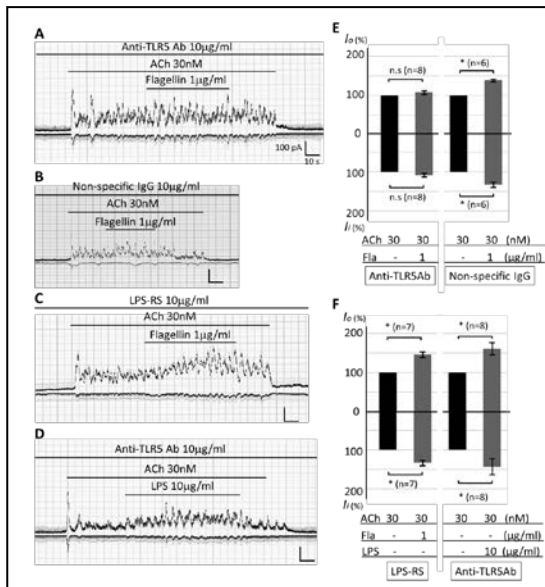 A
Anti-TLR5 Ab 10μg/ml
ACh 30nM
Flagellin 1μg/ml
100 pA
10 s
B
Non-specific IgG 10μg/ml
ACh 30nM
Flagellin 1μg/ml
C
LPS-RS 10μg/ml
ACh 30nM
Flagellin 1μg/ml
D
Anti-TLR5 Ab 10μg/ml
ACh 30nM
LPS 10μg/ml
E
Io (%)
200
n.s (n=8) * (n=6)
100
0
100
n.s (n=8) * (n=6)
200
Ii (%)
ACh 30 30 30 30 (nM)
Fla - 1 - 1 (μg/ml)
Anti-TLR5Ab Non-specific IgG
F
Io (%)
200
* (n=7) * (n=8)
100
0
100
* (n=7) * (n=8)
200
Ii (%)
ACh 30 30 30 30 (nM)
Fla - 1 - - (μg/ml)
LPS - - - 10 (μg/ml)
LPS-RS Anti-TLR5Ab